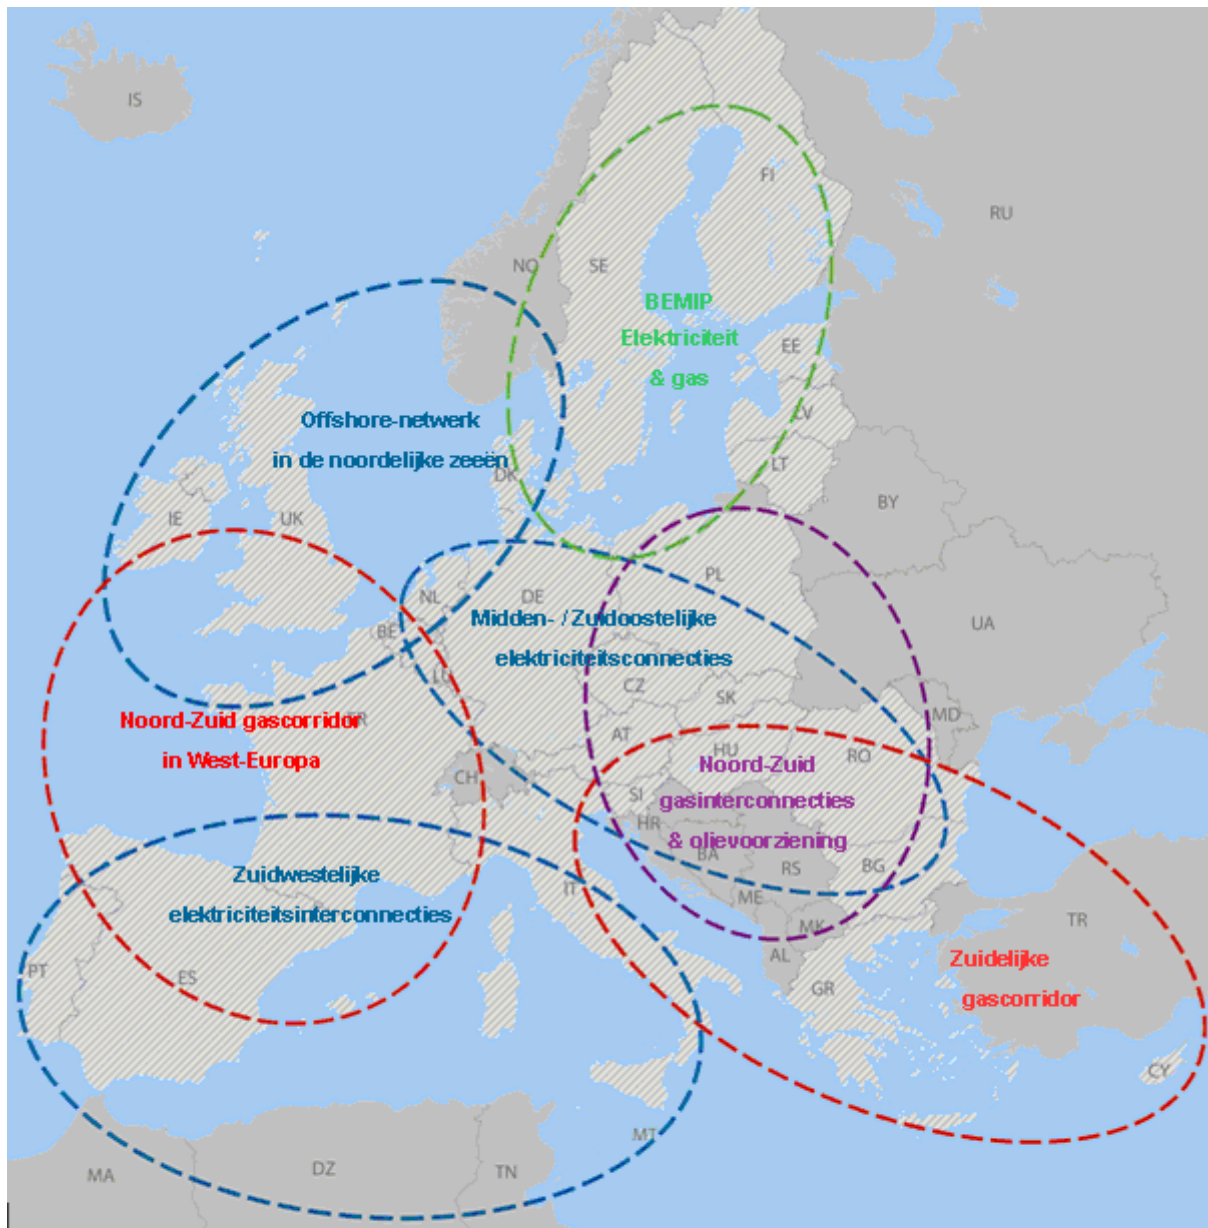 IS
FI
RU
NO
SE
BEMIP
Elektriciteit
& gas
EE
LV
LT
Offshore-netwerk
in de noordelijke zeeën
DK
BY
IE
UK
NL
DE
PL
UA
BE
LU
Midden- / Zuidoostelijke
elektriciteitsconnecties
CZ
SK
FR
Noord-Zuid gascorridor
in West-Europa
CH
AT
HU
RO
MD
Noord-Zuid
gasinterconnecties
& olievoorziening
SI
HR
BA
RS
BG
ME
MK
AL
IT
Zuidwestelijke
elektriciteitsinterconnecties
PT
ES
GR
TR
Zuidelijke
gascorridor
CY
MT
MA
DZ
TN